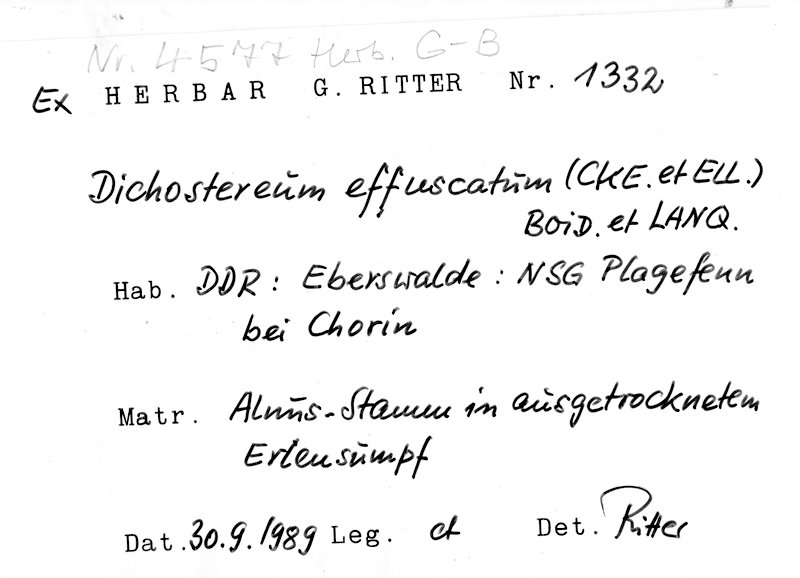 Nr. 4577 Herb. G-B
Ex HERBAR G. RITTER Nr. 1332
Dichostereum effuscatum (CKE. et ELL.)
BOID. et LANQ.
Hab. DDR: Eberswalde: NSG Plagefenn
bei Chorin
Matr. Alnus-Stamm in ausgetrocknetem
Erlensumpf
Dat. 30.9.1989 Leg. et Det. Ritter